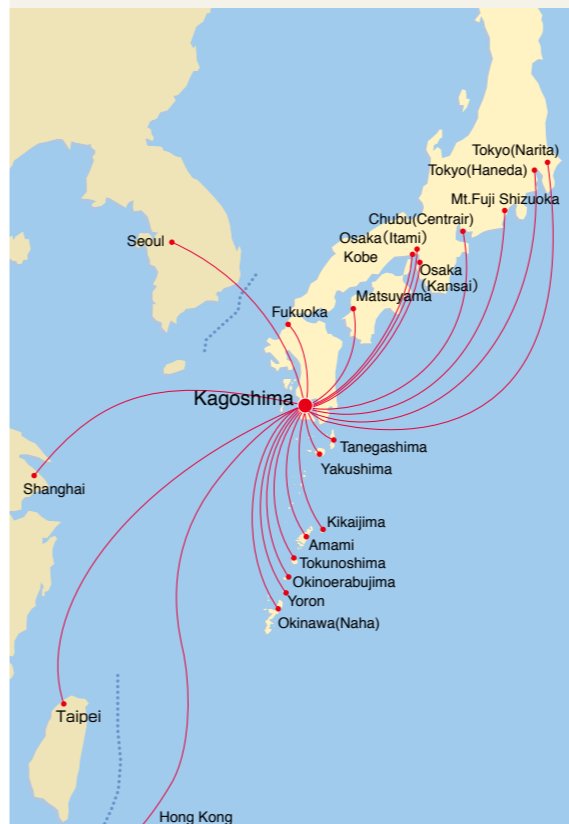 Tokyo(Narita)
Tokyo(Haneda)
Mt.Fuji Shizuoka
Chubu(Centrair)
Osaka(Itami)
Seoul
Kobe
Osaka
(Kansai)
Matsuyama
Fukuoka
Kagoshima
Tanegashima
Yakushima
Shanghai
Kikaijima
Amami
Tokunoshima
Okinoerabujima
Yoron
Okinawa(Naha)
Taipei
Hong Kong